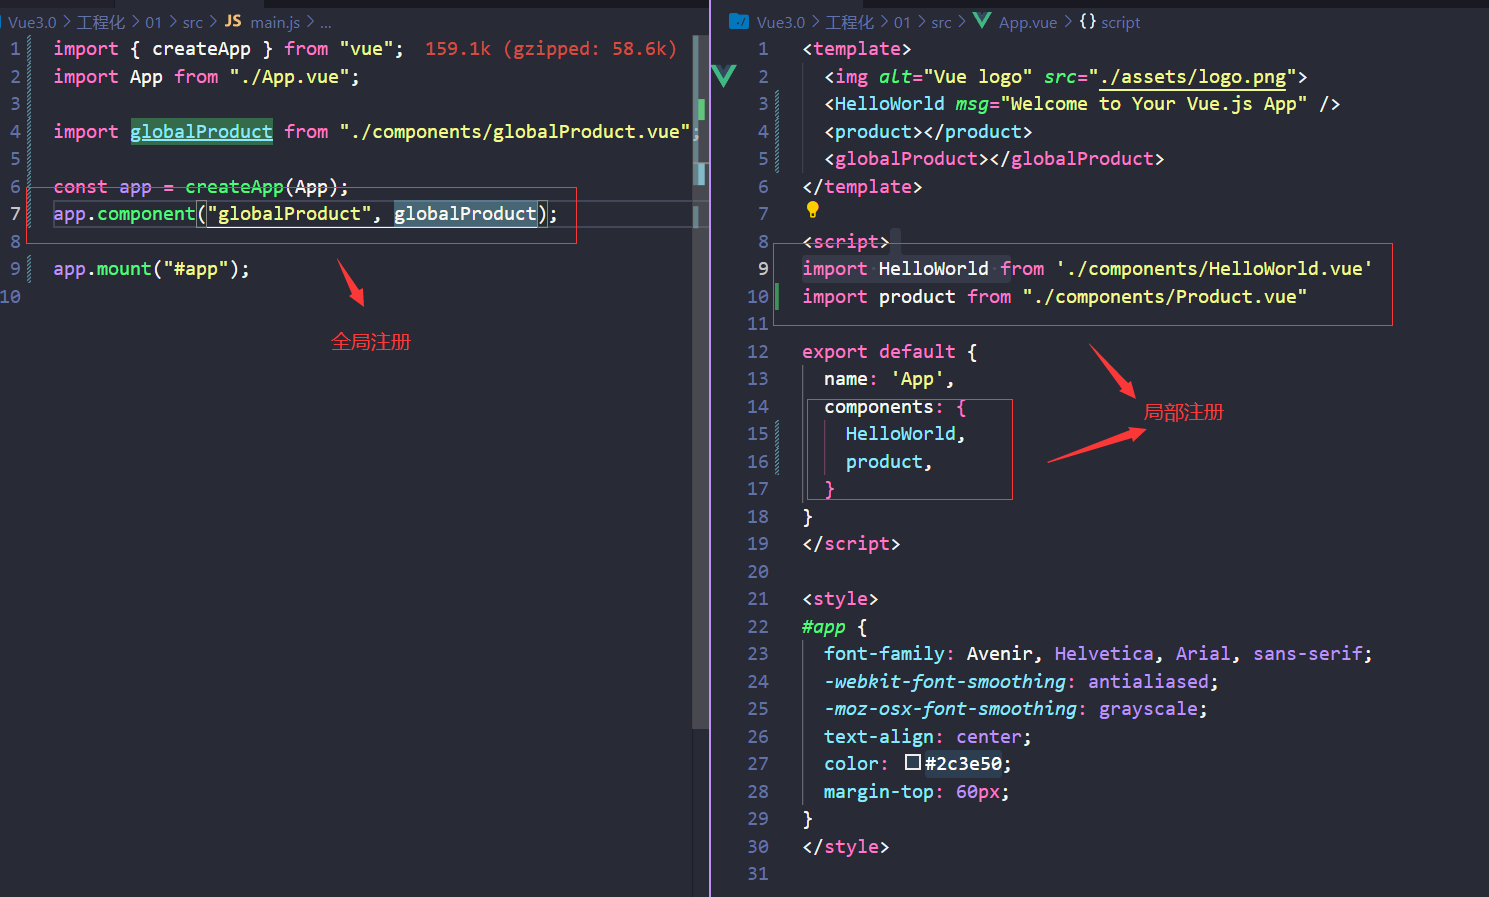 Vue3.0 > 工程化 > 01 > src > JS main.js > ...
1 import { createApp } from "vue"; 159.1k (gzipped: 58.6k)
2 import App from "./App.vue";
3
4 import globalProduct from "./components/globalProduct.vue";
5
6 const app = createApp(App);
7 app.component("globalProduct", globalProduct);
8
9 app.mount("#app");
10
全局注册
Vue3.0 > 工程化 > 01 > src > App.vue > {} script
1 <template>
2 <img alt="Vue logo" src="./assets/logo.png">
3 <HelloWorld msg="Welcome to Your Vue.js App" />
4 <product></product>
5 <globalProduct></globalProduct>
6 </template>
7
8 <script>
9 import HelloWorld from './components/HelloWorld.vue'
10 import product from "./components/Product.vue"
11
12 export default {
13 name: 'App',
14 components: {
15 HelloWorld,
16 product,
17 }
18 }
19 </script>
20
21 <style>
22 #app {
23 font-family: Avenir, Helvetica, Arial, sans-serif;
24 -webkit-font-smoothing: antialiased;
25 -moz-osx-font-smoothing: grayscale;
26 text-align: center;
27 color: #2c3e50;
28 margin-top: 60px;
29 }
30 </style>
31
局部注册